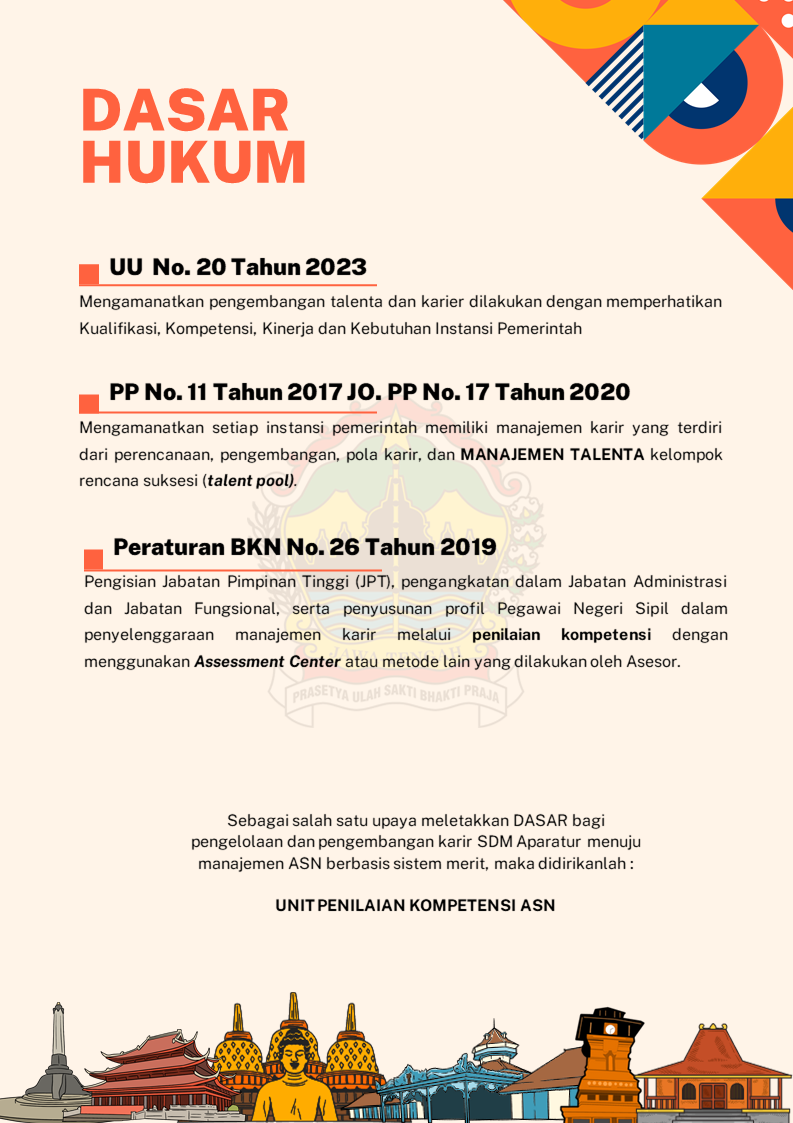 DASAR
HUKUM
UU No. 20 Tahun 2023
Mengamanatkan pengembangan talenta dan karier dilakukan dengan memperhatikan
Kualifikasi, Kompetensi, Kinerja dan Kebutuhan Instansi Pemerintah
PP No. 11 Tahun 2017 JO. PP No. 17 Tahun 2020
Mengamanatkan setiap instansi pemerintah memiliki manajemen karir yang terdiri
dari perencanaan, pengembangan, pola karir, dan MANAJEMEN TALENTA kelompok
rencana suksesi (talent pool).
Peraturan BKN No. 26 Tahun 2019
Pengisian Jabatan Pimpinan Tinggi (JPT), pengangkatan dalam Jabatan Administrasi
dan Jabatan Fungsional, serta penyusunan profil Pegawai Negeri Sipil dalam
penyelenggaraan manajemen karir melalui penilaian kompetensi dengan
menggunakan Assessment Center atau metode lain yang dilakukan oleh Asesor.
JAWA TENGAH
PRASETYA ULAH SAKTI BHAKTI PRAJA
Sebagai salah satu upaya meletakkan DASAR bagi
pengelolaan dan pengembangan karir SDM Aparatur menuju
manajemen ASN berbasis sistem merit, maka didirikanlah :
UNIT PENILAIAN KOMPETENSI ASN